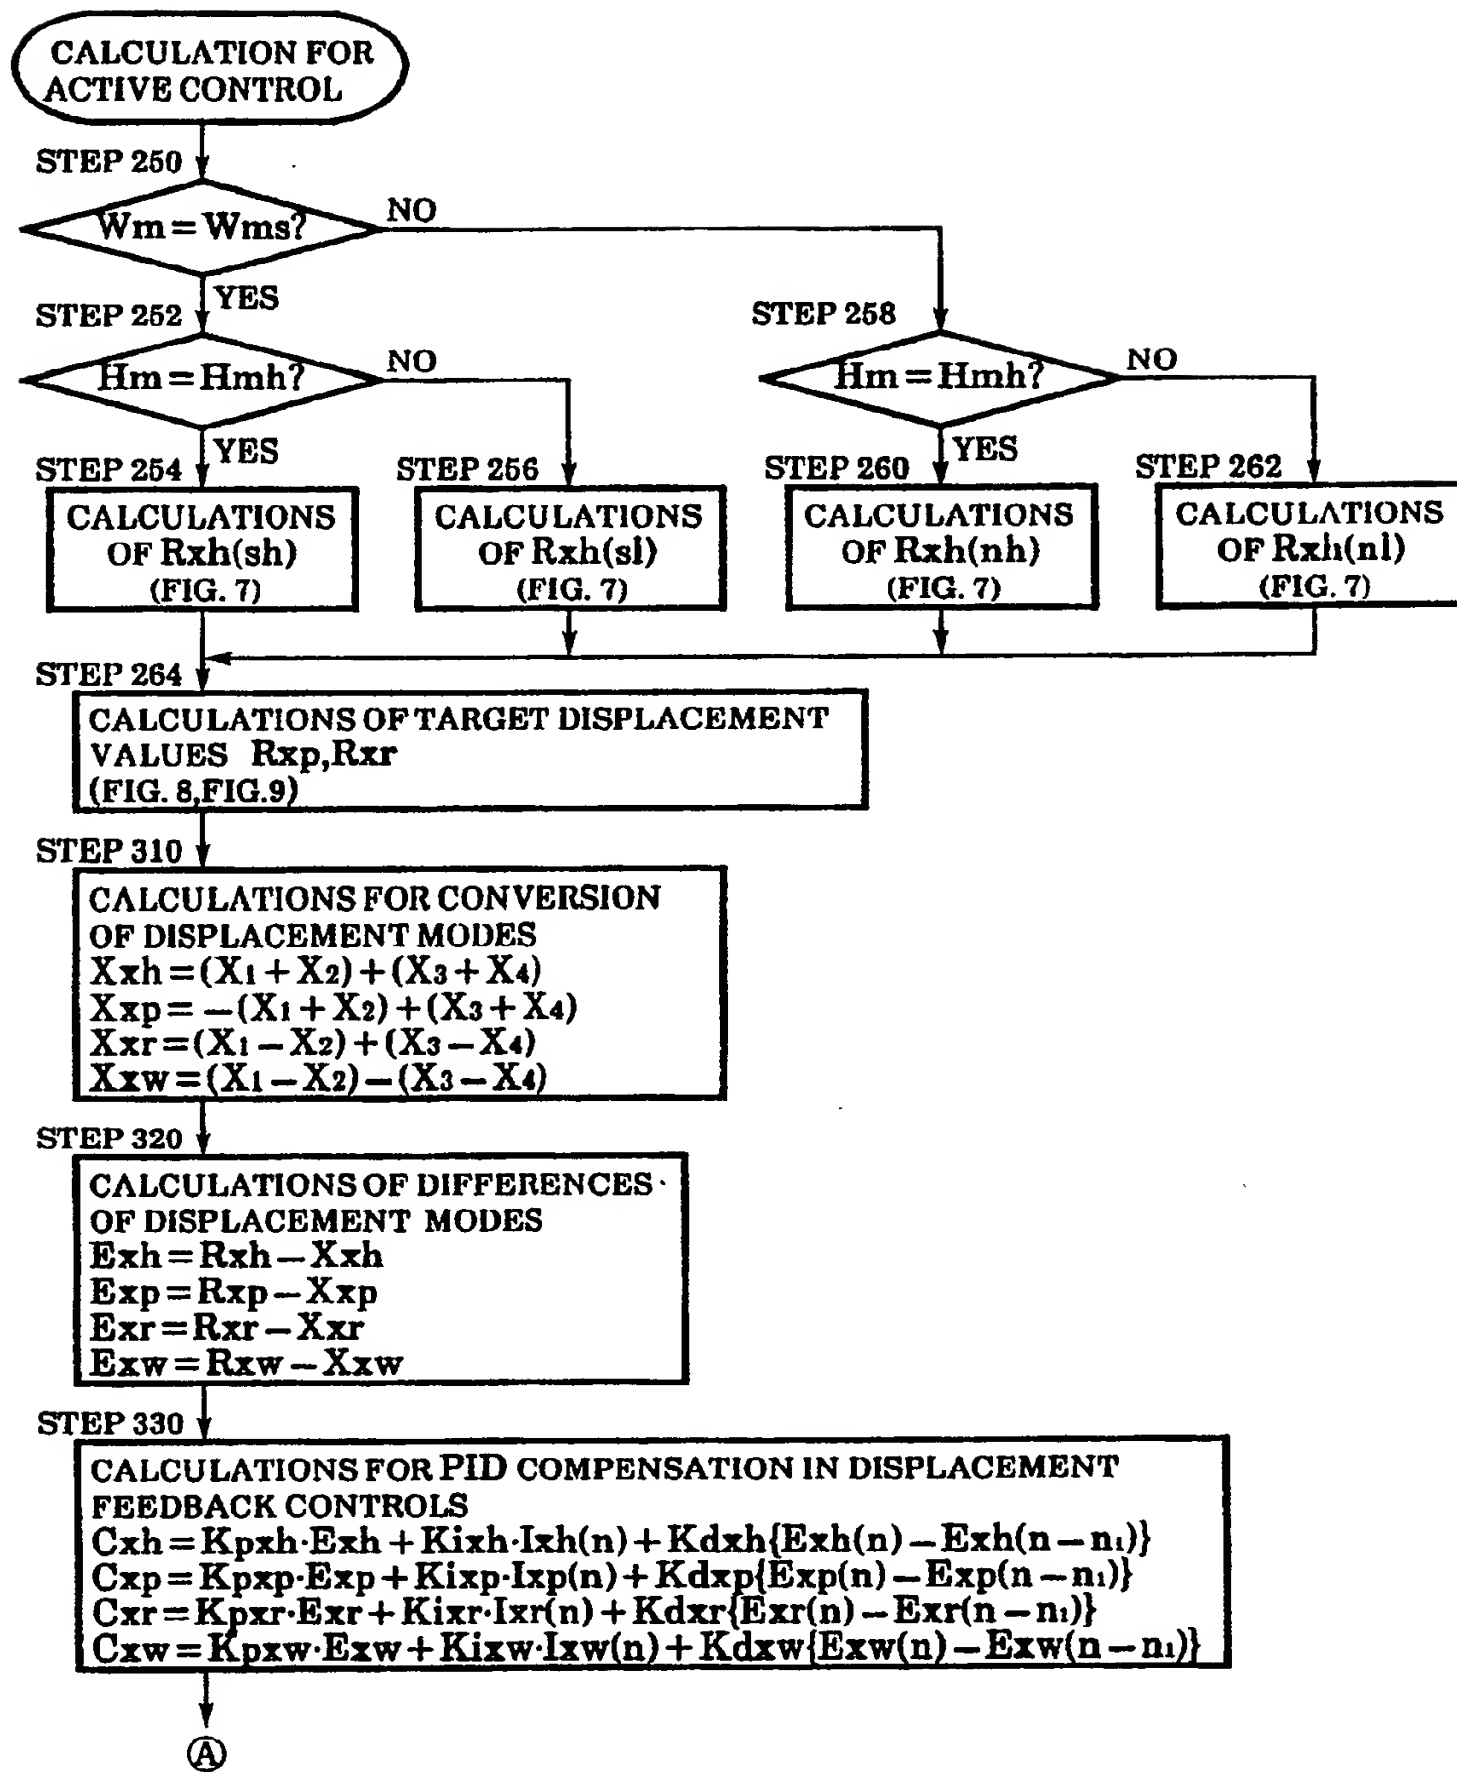 CALCULATION FOR
ACTIVE CONTROL
STEP 250
Wm=Wms?
NO
YES
STEP 252
Hm=Hmh?
NO
YES
STEP 258
Hm=Hmh?
NO
YES
STEP 254
CALCULATIONS
OF Rxh(sh)
(FIG. 7)
STEP 256
CALCULATIONS
OF Rxh(sl)
(FIG. 7)
STEP 260
CALCULATIONS
OF Rxh(nh)
(FIG. 7)
STEP 262
CALCULATIONS
OF Rxh(nl)
(FIG. 7)
STEP 264
CALCULATIONS OF TARGET DISPLACEMENT
VALUES Rxp,Rxr
(FIG. 8,FIG.9)
STEP 310
CALCULATIONS FOR CONVERSION
OF DISPLACEMENT MODES
Xxh=(X₁+X₂)+(X₃+X₄)
Xxp=−(X₁+X₂)+(X₃+X₄)
Xxr=(X₁−X₂)+(X₃−X₄)
Xxw=(X₁−X₂)−(X₃−X₄)
STEP 320
CALCULATIONS OF DIFFERENCES
OF DISPLACEMENT MODES
Exh=Rxh−Xxh
Exp=Rxp−Xxp
Exr=Rxr−Xxr
Exw=Rxw−Xxw
STEP 330
CALCULATIONS FOR PID COMPENSATION IN DISPLACEMENT
FEEDBACK CONTROLS
Cxh=Kpxh·Exh+Kixh·Ixh(n)+Kdxh{Exh(n)−Exh(n−n₁)}
Cxp=Kpxp·Exp+Kixp·Ixp(n)+Kdxp{Exp(n)−Exp(n−n₁)}
Cxr=Kpxr·Exr+Kixr·Ixr(n)+Kdxr{Exr(n)−Exr(n−n₁)}
Cxw=Kpxw·Exw+Kixw·Ixw(n)+Kdxw{Exw(n)−Exw(n−n₁)}
Ⓐ